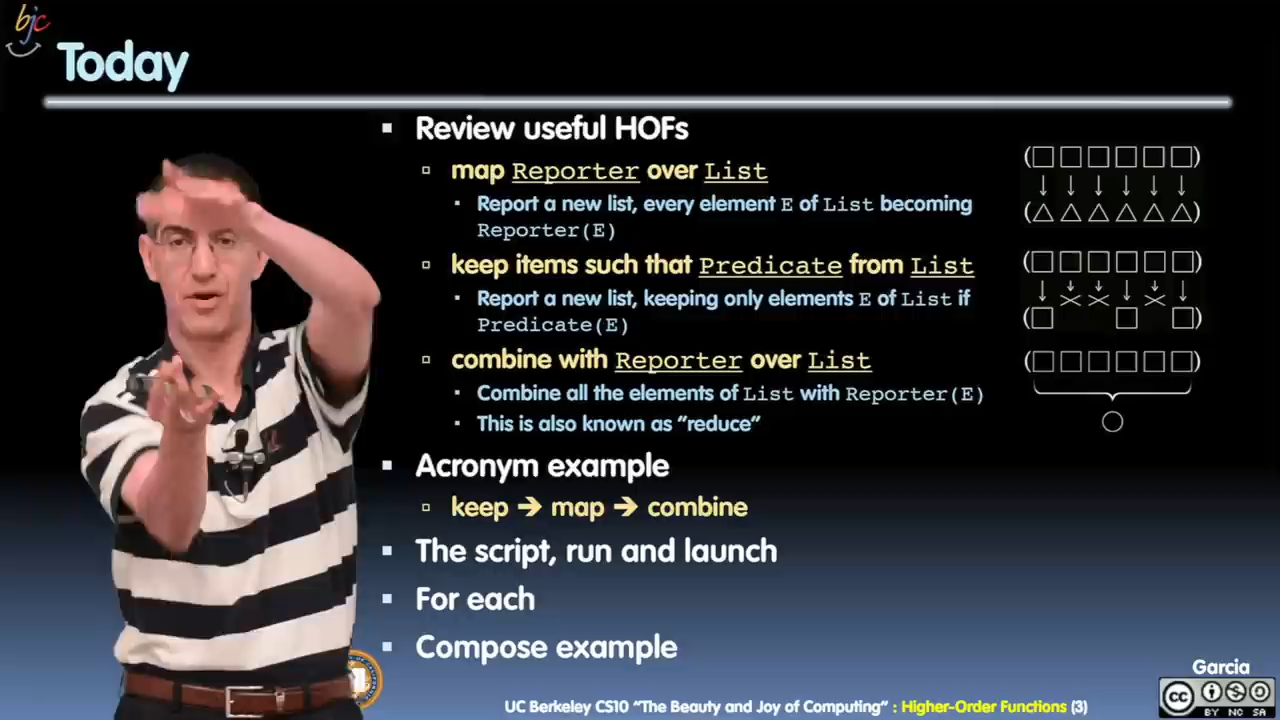 bjc
Today
Review useful HOFs
map Reporter over List
Report a new list, every element E of List becoming
Reporter(E)
keep items such that Predicate from List
Report a new list, keeping only elements E of List if
Predicate(E)
combine with Reporter over List
Combine all the elements of List with Reporter(E)
This is also known as “reduce”
Acronym example
keep ➔ map ➔ combine
The script, run and launch
For each
Compose example
Garcia
UC Berkeley CS10 “The Beauty and Joy of Computing” : Higher-Order Functions (3)
cc
BY NC SA